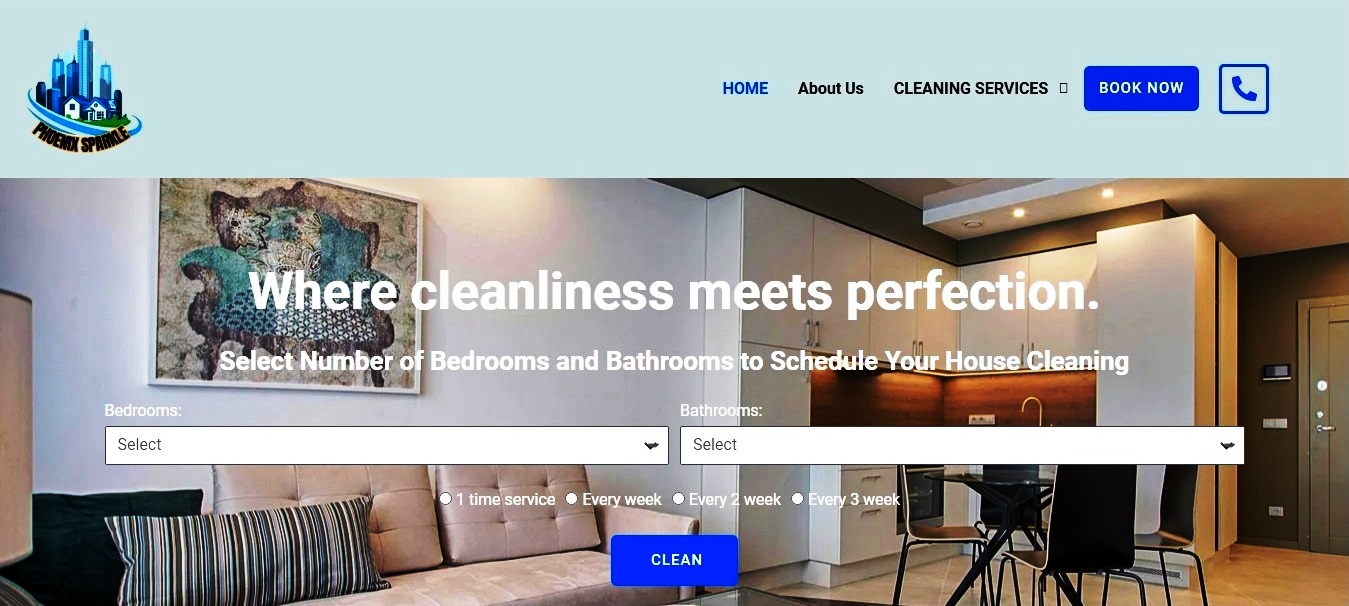 PHOENIX SPARKLE
HOME About Us CLEANING SERVICES BOOK NOW
Where cleanliness meets perfection.
Select Number of Bedrooms and Bathrooms to Schedule Your House Cleaning
Bedrooms: Bathrooms:
Select Select
1 time service Every week Every 2 week Every 3 week
CLEAN